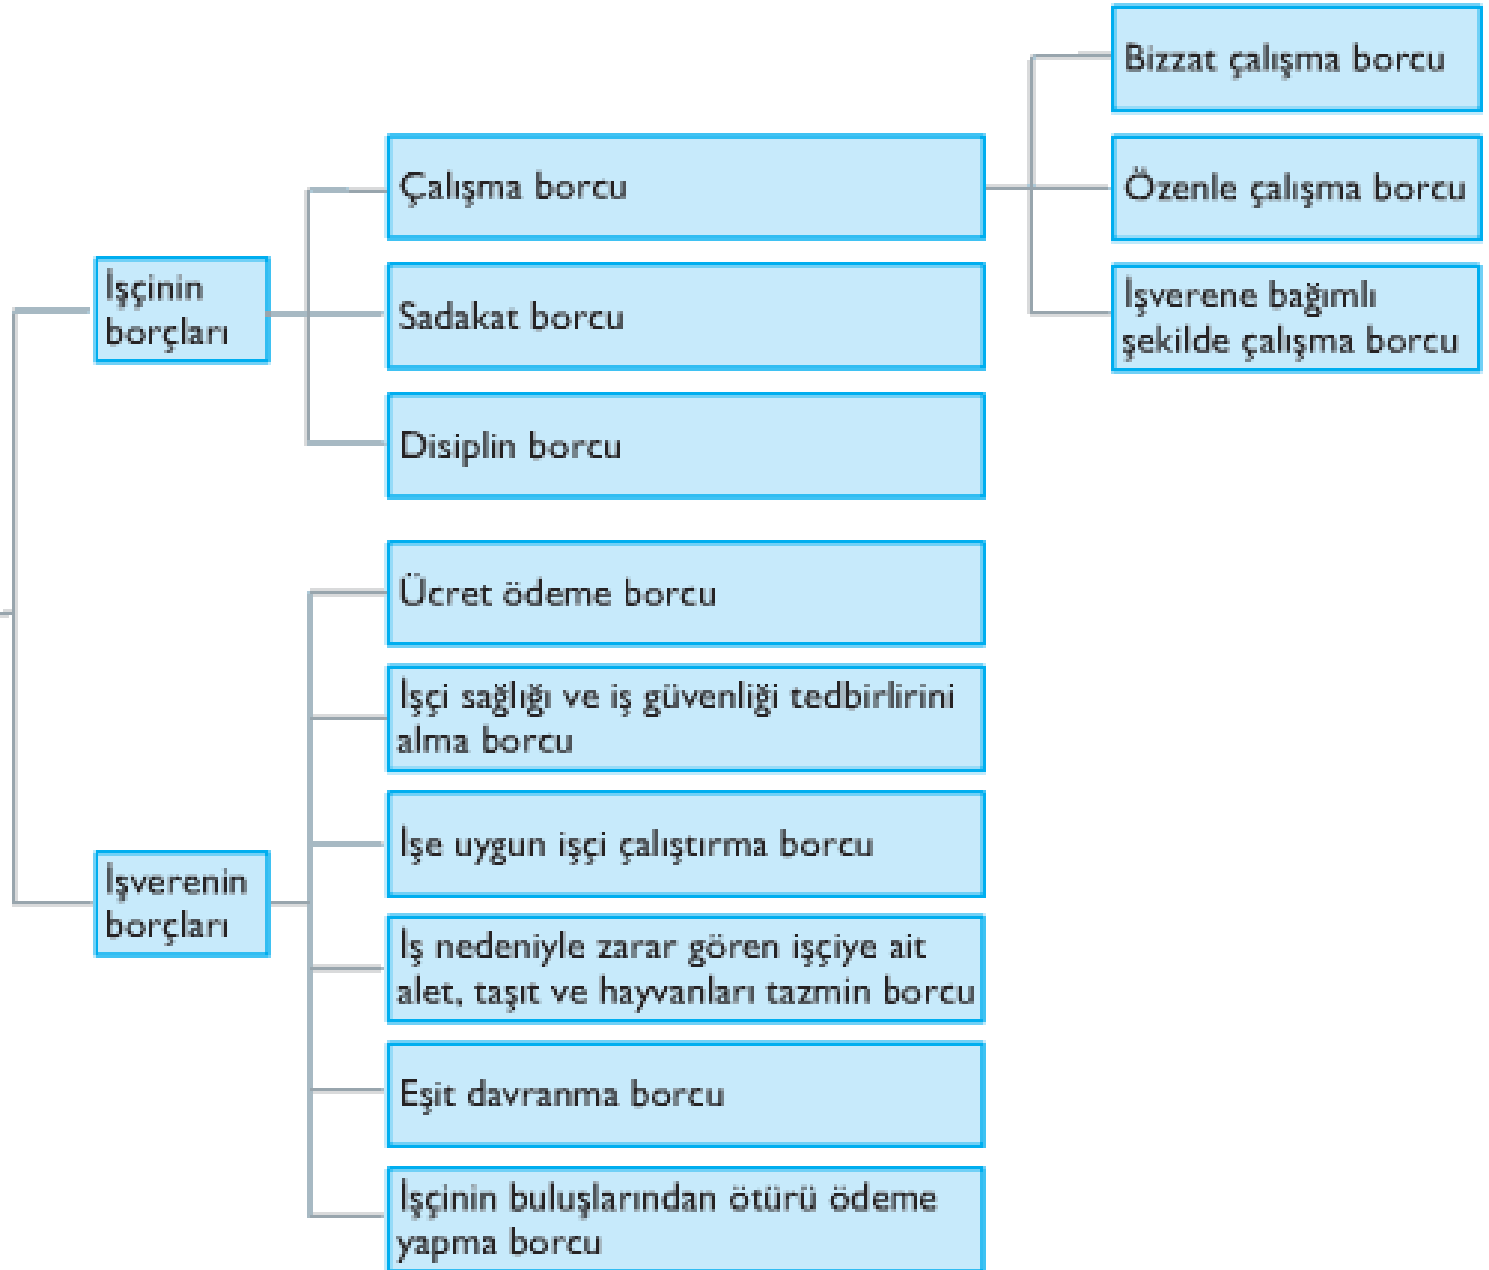 İşçinin
borçları
Çalışma borcu
Bizzat çalışma borcu
Özenle çalışma borcu
İşverene bağımlı
şekilde çalışma borcu
Sadakat borcu
Disiplin borcu
İşverenin
borçları
Ücret ödeme borcu
İşçi sağlığı ve iş güvenliği tedbirlirini
alma borcu
İşe uygun işçi çalıştırma borcu
İş nedeniyle zarar gören işçiye ait
alet, taşıt ve hayvanları tazmin borcu
Eşit davranma borcu
İşçinin buluşlarından ötürü ödeme
yapma borcu